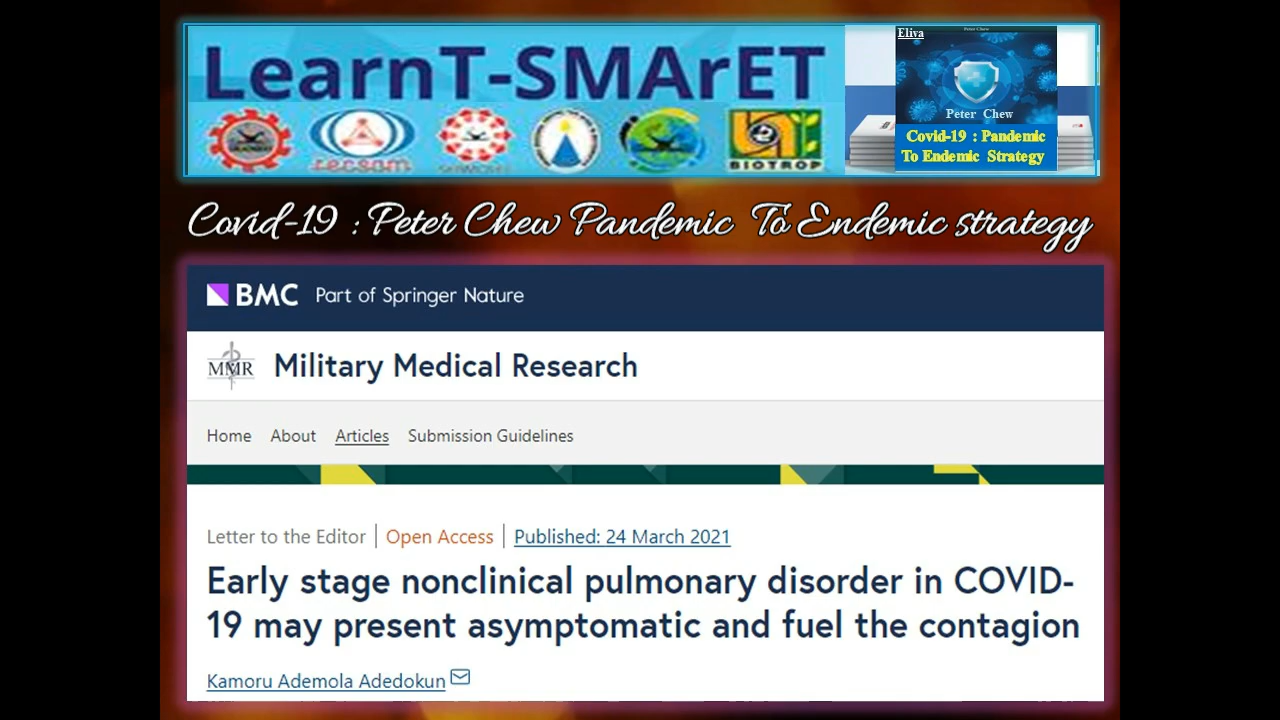 LearnT-SMArET
recsam
BIOTROP
Eliva
Peter Chew
Peter Chew
Covid-19 : Pandemic
To Endemic Strategy
Covid-19 : Peter Chew Pandemic To Endemic strategy
BMC Part of Springer Nature
MMR Military Medical Research
Home About Articles Submission Guidelines
Letter to the Editor | Open Access | Published: 24 March 2021
Early stage nonclinical pulmonary disorder in COVID-
19 may present asymptomatic and fuel the contagion
Kamoru Ademola Adedokun